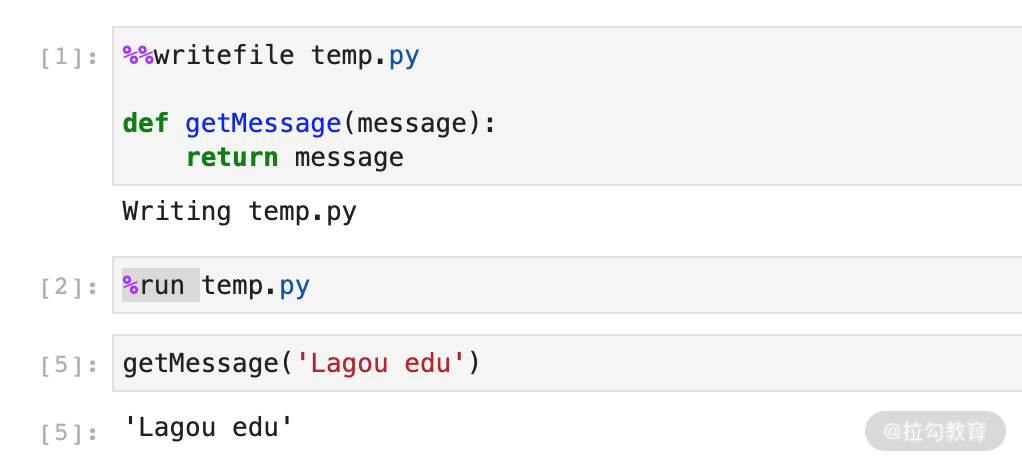 [1]: %%writefile temp.py
def getMessage(message):
    return message
Writing temp.py
[2]: %run temp.py
[5]: getMessage('Lagou edu')
[5]: 'Lagou edu'
@拉勾教育